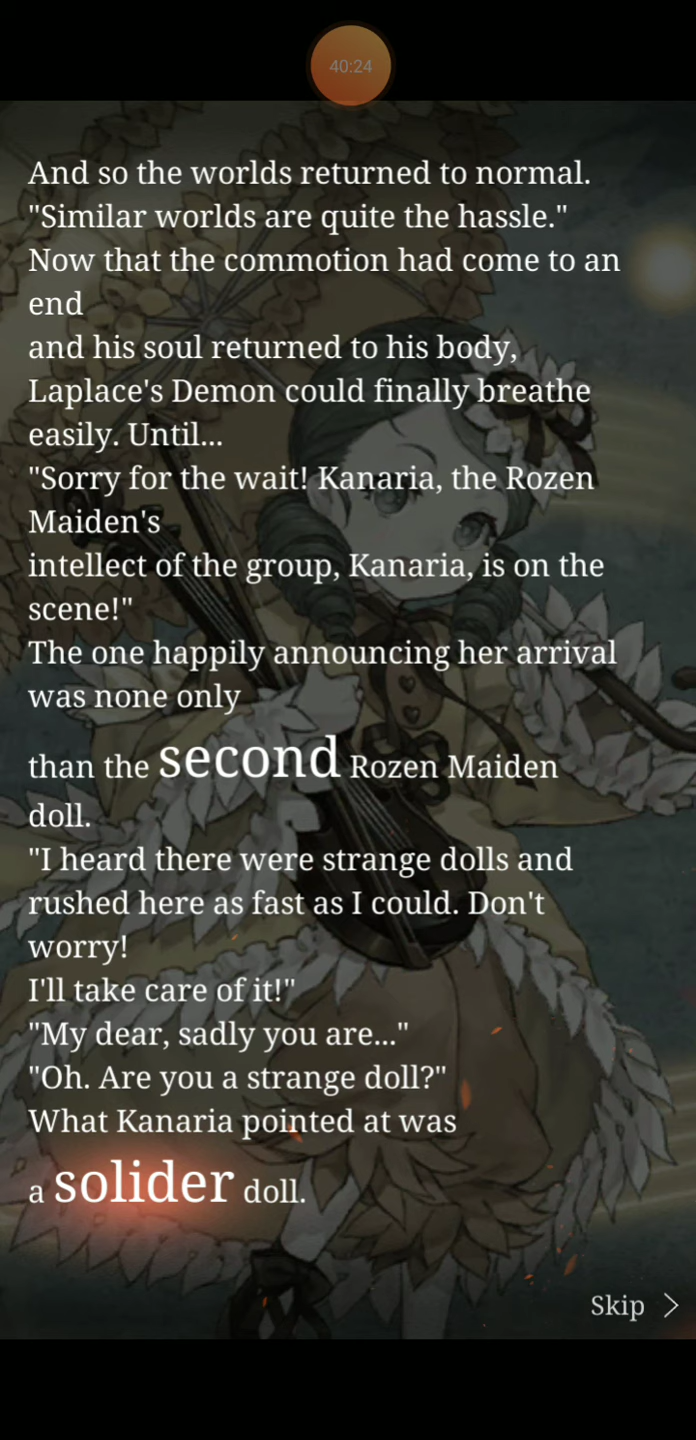 40:24
And so the worlds returned to normal.
"Similar worlds are quite the hassle."
Now that the commotion had come to an
end
and his soul returned to his body,
Laplace's Demon could finally breathe
easily. Until...
"Sorry for the wait! Kanaria, the Rozen
Maiden's
intellect of the group, Kanaria, is on the
scene!"
The one happily announcing her arrival
was none only
than the second Rozen Maiden
doll.
"I heard there were strange dolls and
rushed here as fast as I could. Don't
worry!
I'll take care of it!"
"My dear, sadly you are..."
"Oh. Are you a strange doll?"
What Kanaria pointed at was
a solider doll.
Skip